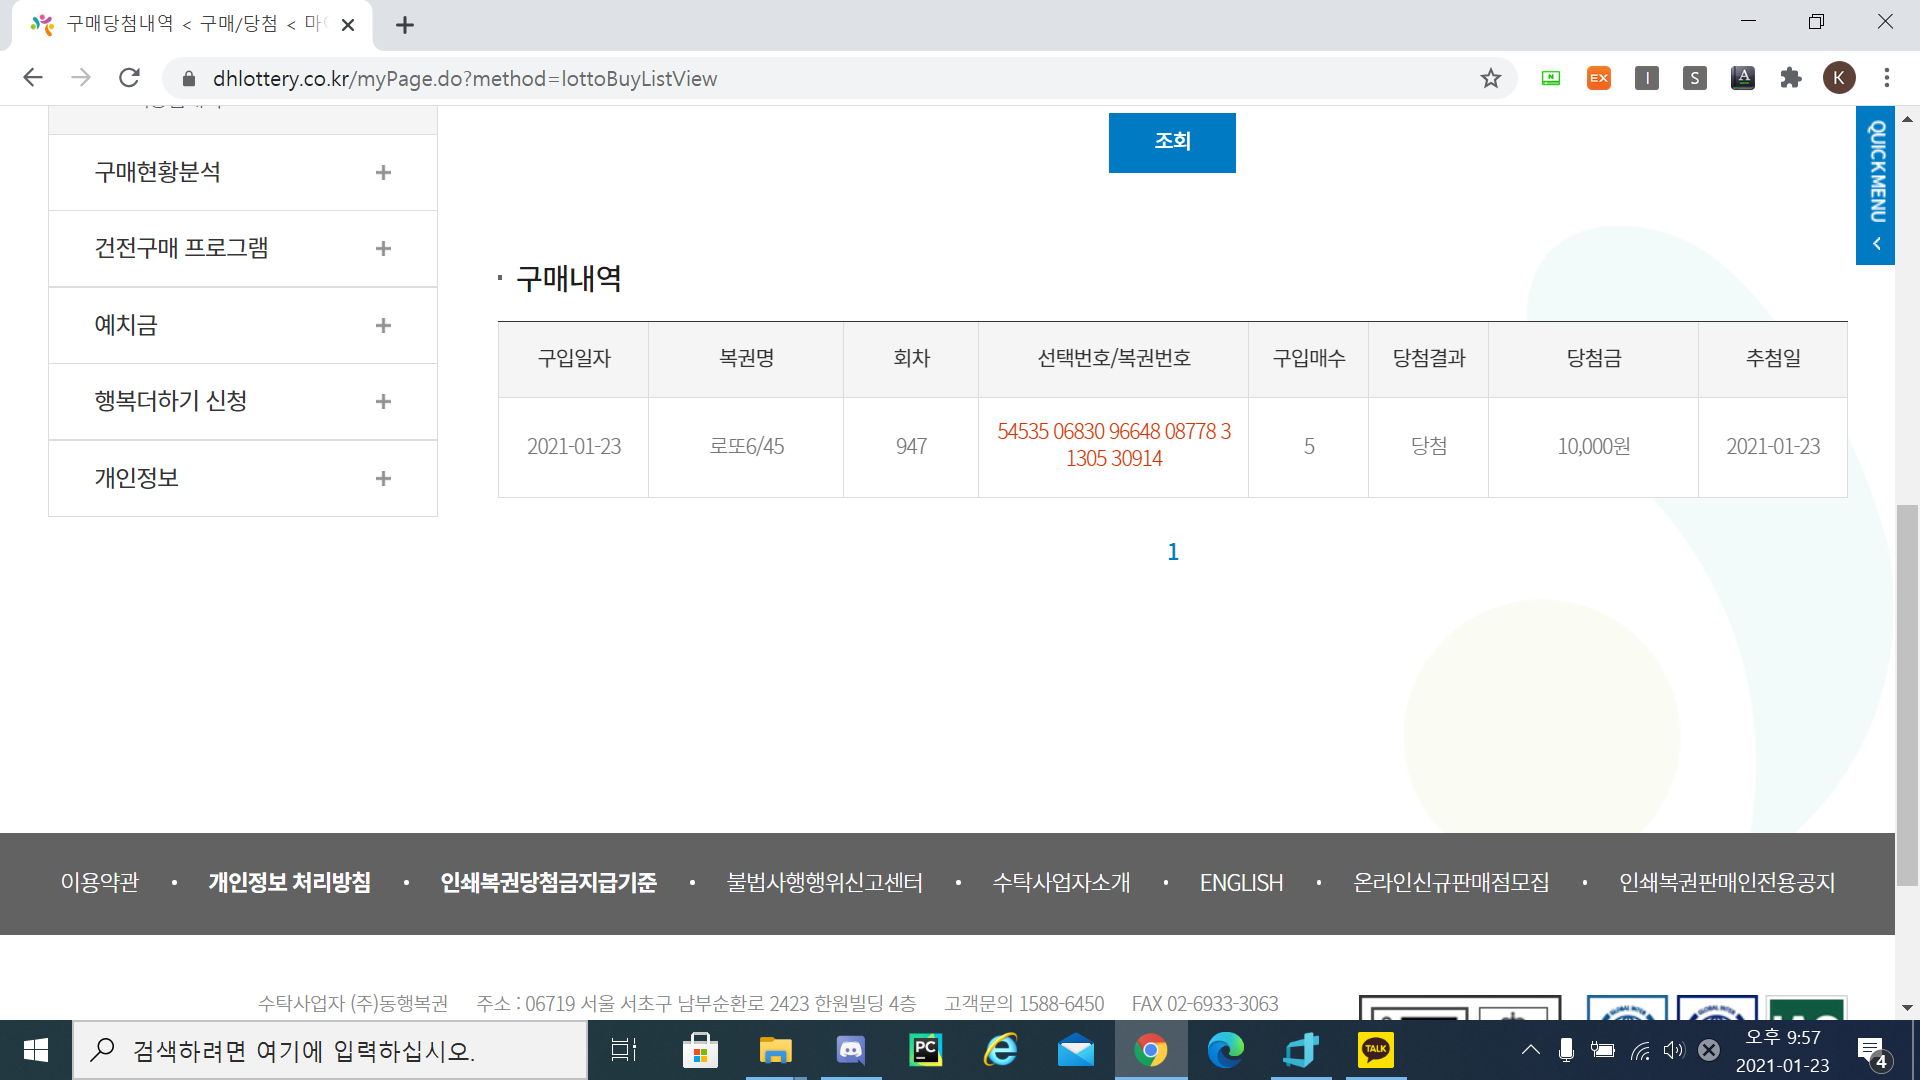 구매당첨내역 < 구매/당첨 < 마
dhlottery.co.kr/myPage.do?method=lottoBuyListView
N
EX
I
S
A
K
조회
QUICK MENU
구매현황분석
건전구매 프로그램
예치금
행복더하기 신청
개인정보
구매내역
구입일자 복권명 회차 선택번호/복권번호 구입매수 당첨결과 당첨금 추첨일
2021-01-23 로또6/45 947 54535 06830 96648 08778 3
1305 30914 5 당첨 10,000원 2021-01-23
1
이용약관 • 개인정보 처리방침 • 인쇄복권당첨금지급기준 • 불법사행행위신고센터 • 수탁사업자소개 • ENGLISH • 온라인신규판매점모집 • 인쇄복권판매인전용공지
수탁사업자 (주)동행복권 주소 : 06719 서울 서초구 남부순환로 2423 한원빌딩 4층 고객문의 1588-6450 FAX 02-6933-3063
검색하려면 여기에 입력하십시오.
PC
TALK
오후 9:57
2021-01-23
4